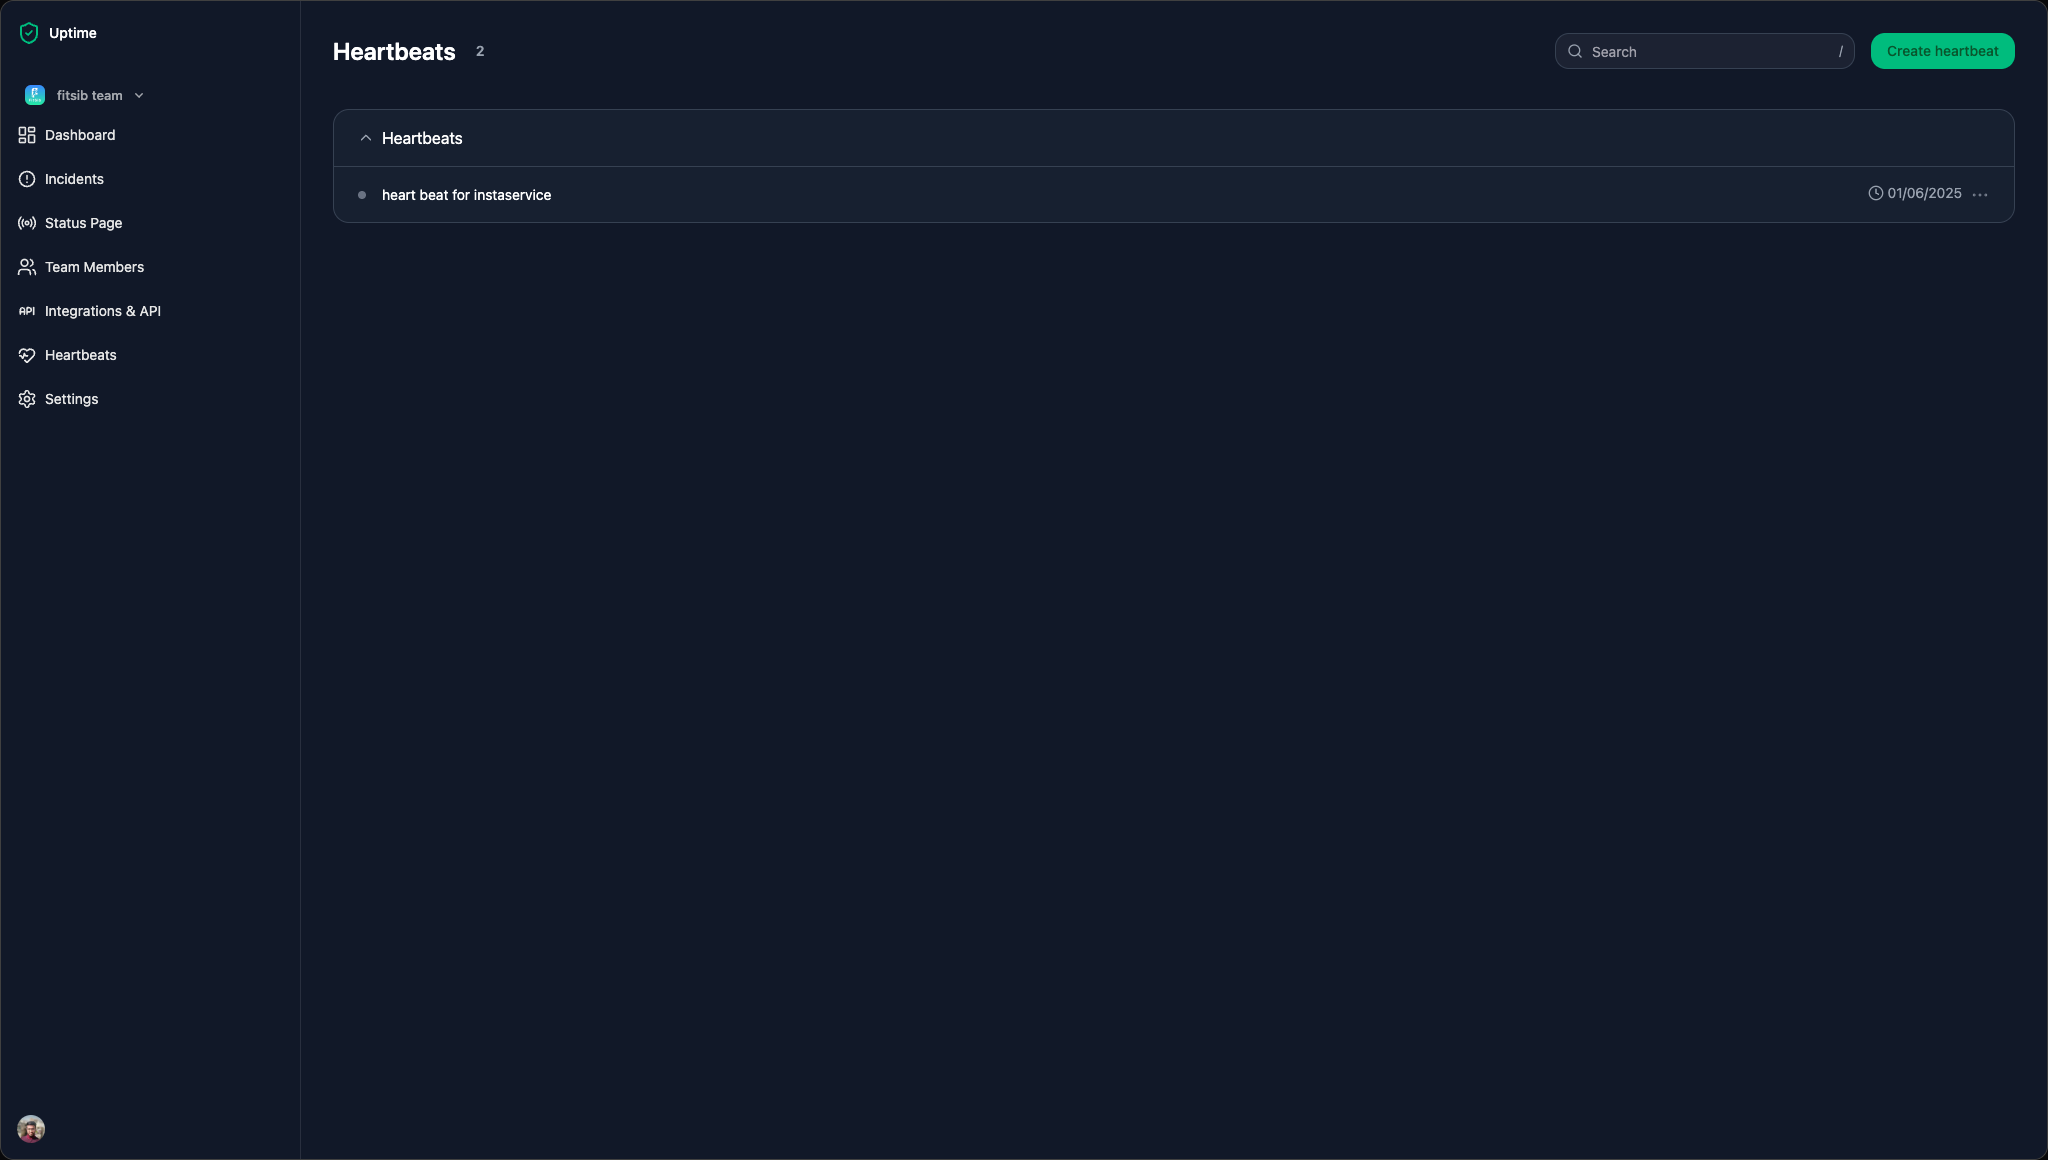 Uptime
fitsib team
Dashboard
Incidents
Status Page
Team Members
API Integrations & API
Heartbeats
Settings
Heartbeats 2
Search /
Create heartbeat
Heartbeats
heart beat for instaservice
01/06/2025 ...